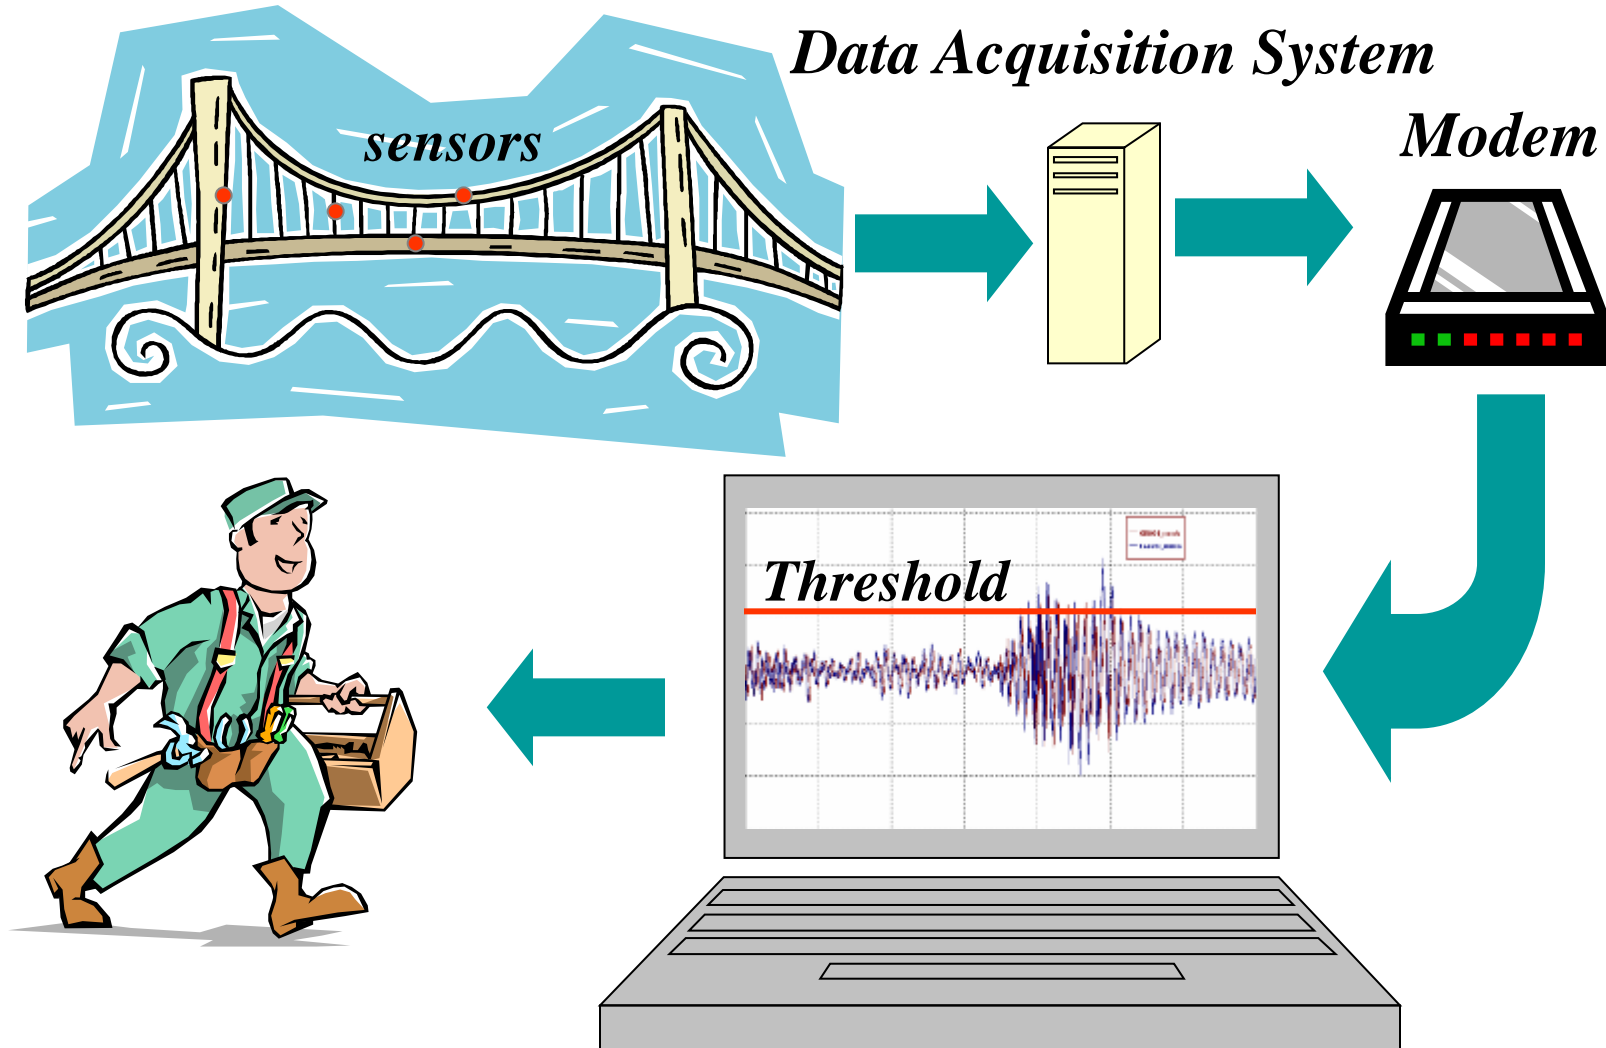 Data Acquisition System
Modem
sensors
Threshold